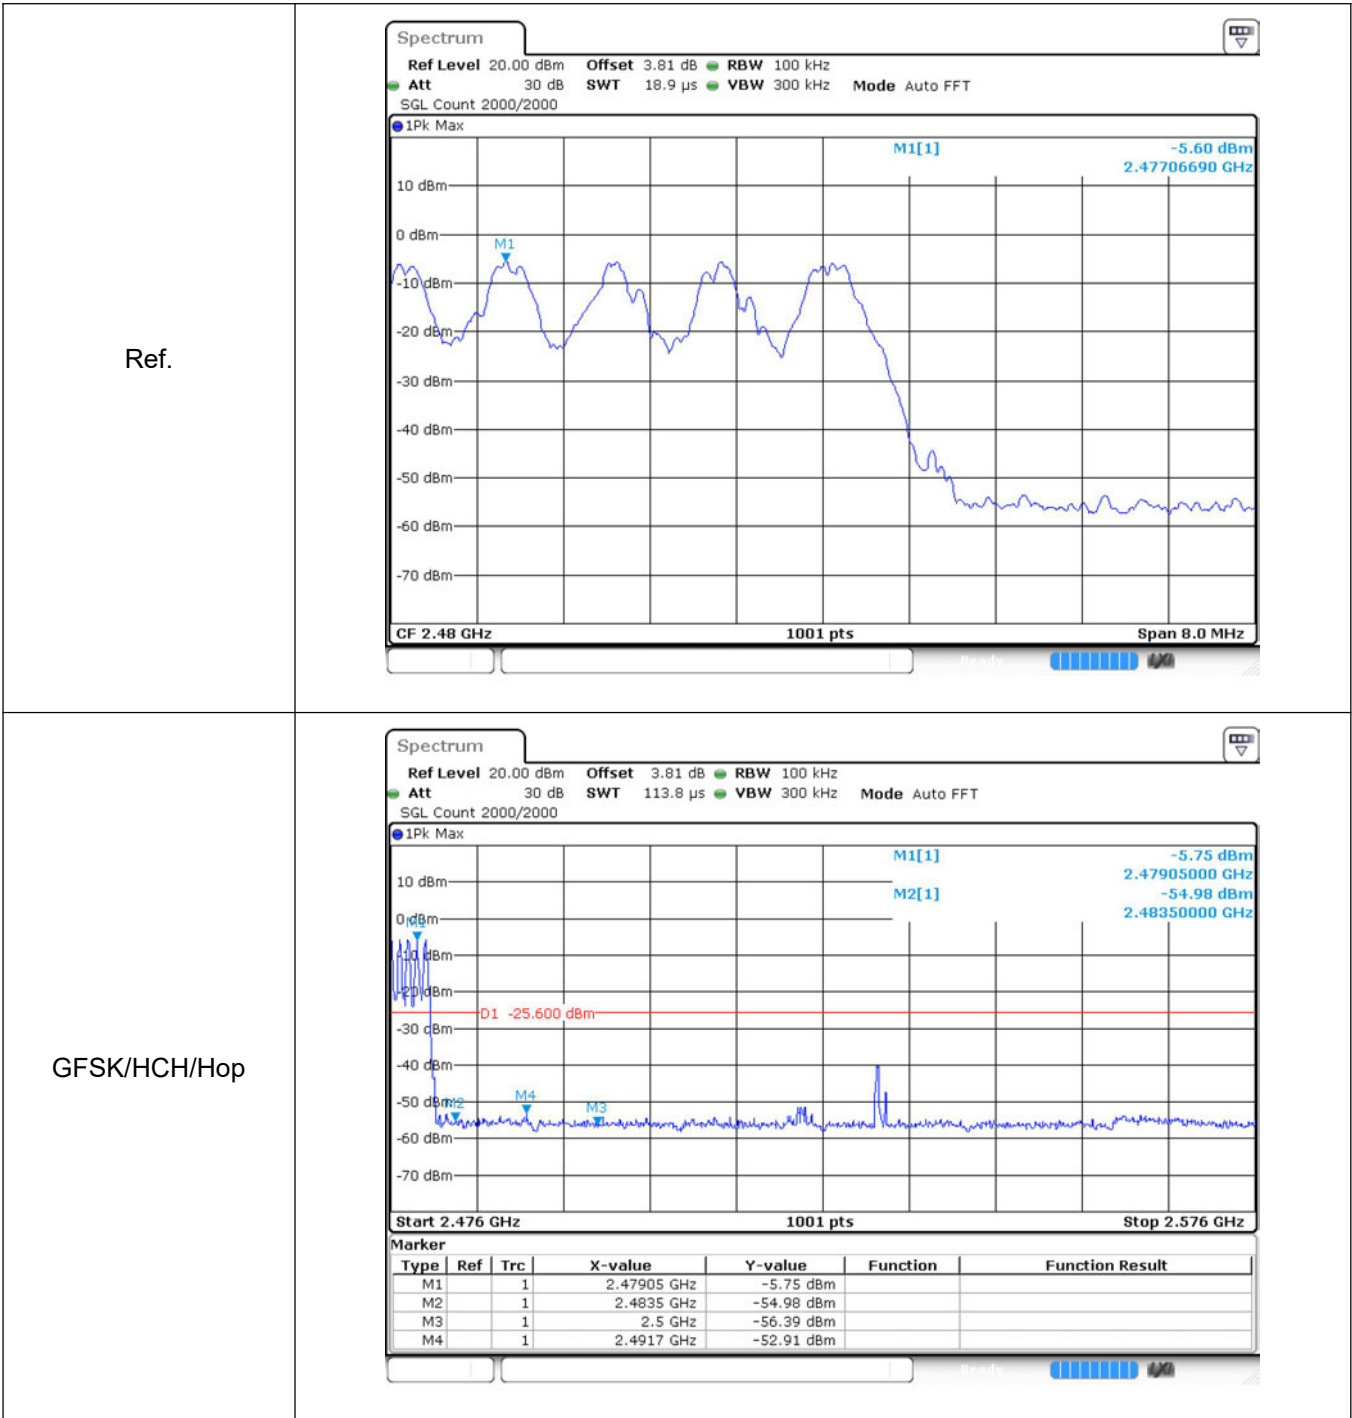 Ref.
Spectrum
Ref Level 20.00 dBm Offset 3.81 dB RBW 100 kHz
Att 30 dB SWT 18.9 µs VBW 300 kHz Mode Auto FFT
SGL Count 2000/2000
1Pk Max
M1[1] -5.60 dBm
2.47706690 GHz
10 dBm
0 dBm
M1
-10 dBm
-20 dBm
-30 dBm
-40 dBm
-50 dBm
-60 dBm
-70 dBm
CF 2.48 GHz 1001 pts Span 8.0 MHz
Ready
GFSK/HCH/Hop
Spectrum
Ref Level 20.00 dBm Offset 3.81 dB RBW 100 kHz
Att 30 dB SWT 113.8 µs VBW 300 kHz Mode Auto FFT
SGL Count 2000/2000
1Pk Max
M1[1] -5.75 dBm
2.47905000 GHz
M2[1] -54.98 dBm
2.48350000 GHz
10 dBm
0 dBm
M1
-10 dBm
-20 dBm
D1 -25.600 dBm
-30 dBm
-40 dBm
-50 dBm
M2 M4 M3
-60 dBm
-70 dBm
Start 2.476 GHz 1001 pts Stop 2.576 GHz
Marker
Type Ref Trc X-value Y-value Function Function Result
M1 1 2.47905 GHz -5.75 dBm
M2 1 2.4835 GHz -54.98 dBm
M3 1 2.5 GHz -56.39 dBm
M4 1 2.4917 GHz -52.91 dBm
Ready